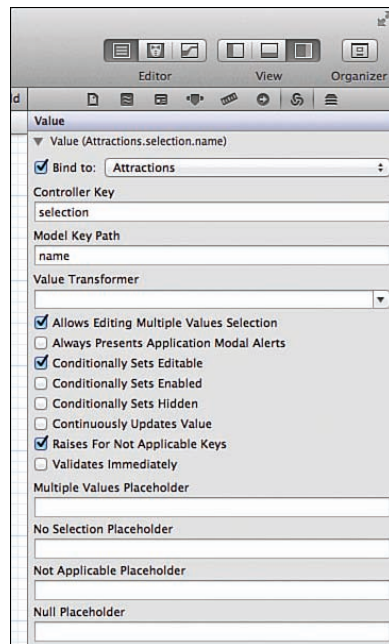 Editor View Organizer
ld
Value
Value (Attractions.selection.name)
Bind to: Attractions
Controller Key
selection
Model Key Path
name
Value Transformer
Allows Editing Multiple Values Selection
Always Presents Application Modal Alerts
Conditionally Sets Editable
Conditionally Sets Enabled
Conditionally Sets Hidden
Continuously Updates Value
Raises For Not Applicable Keys
Validates Immediately
Multiple Values Placeholder
No Selection Placeholder
Not Applicable Placeholder
Null Placeholder